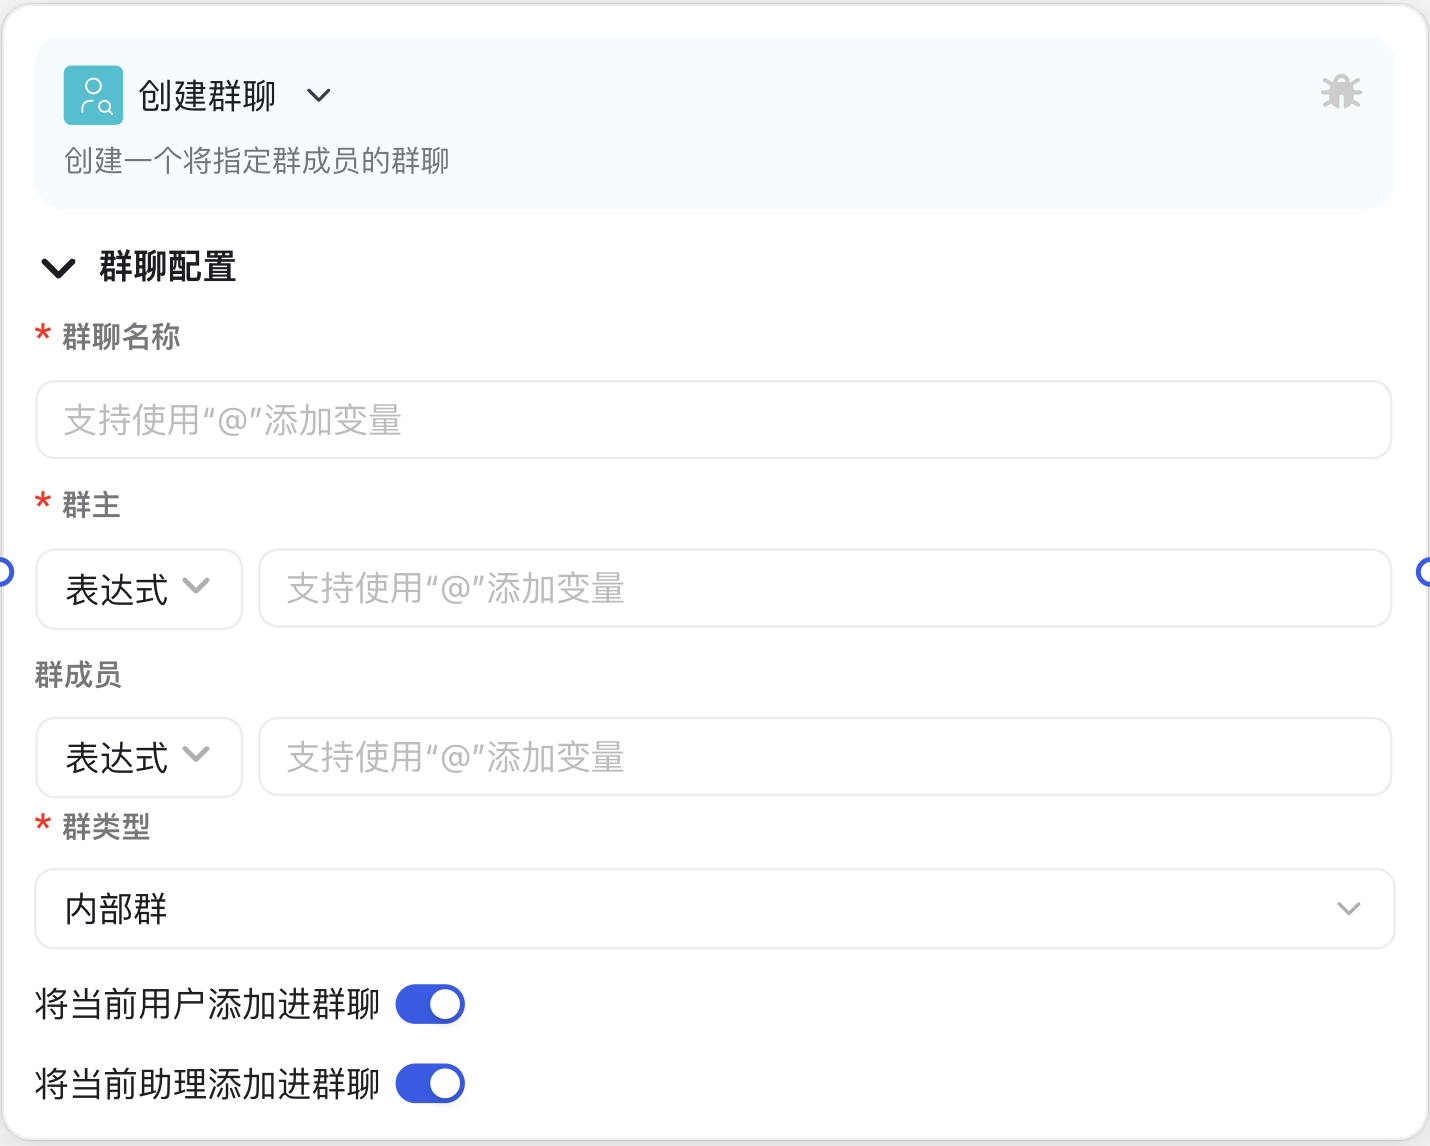 创建群聊
创建一个将指定群成员的群聊
群聊配置
* 群聊名称
支持使用“@”添加变量
* 群主
表达式 支持使用“@”添加变量
群成员
表达式 支持使用“@”添加变量
* 群类型
内部群
将当前用户添加进群聊
将当前助理添加进群聊